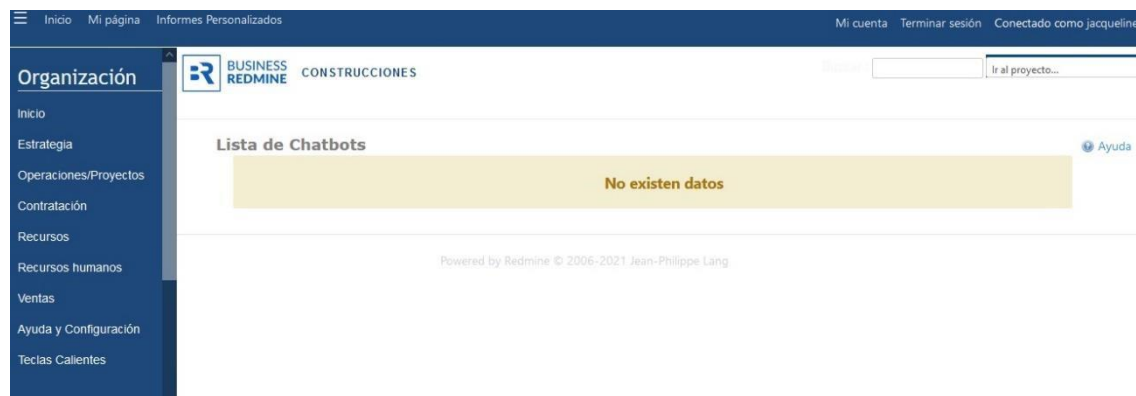 Inicio Mi página Informes Personalizados
Mi cuenta Terminar sesión Conectado como jacqueline
Organización
Inicio
Estrategia
Operaciones/Proyectos
Contratación
Recursos
Recursos humanos
Ventas
Ayuda y Configuración
Teclas Calientes
BUSINESS
REDMINE
CONSTRUCCIONES
Ir al proyecto...
Lista de Chatbots
Ayuda
No existen datos
Powered by Redmine © 2006-2021 Jean-Philippe Lang